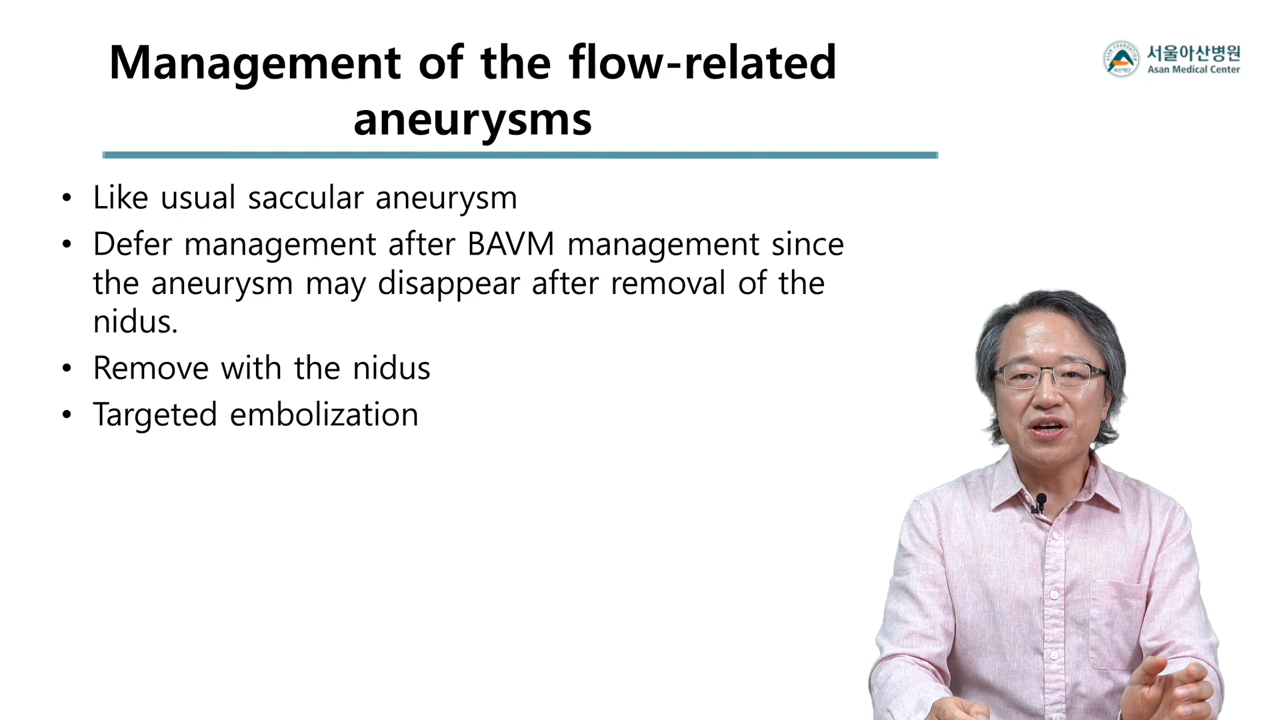 Management of the flow-related
aneurysms
서울아산병원
Asan Medical Center
• Like usual saccular aneurysm
• Defer management after BAVM management since
the aneurysm may disappear after removal of the
nidus.
• Remove with the nidus
• Targeted embolization